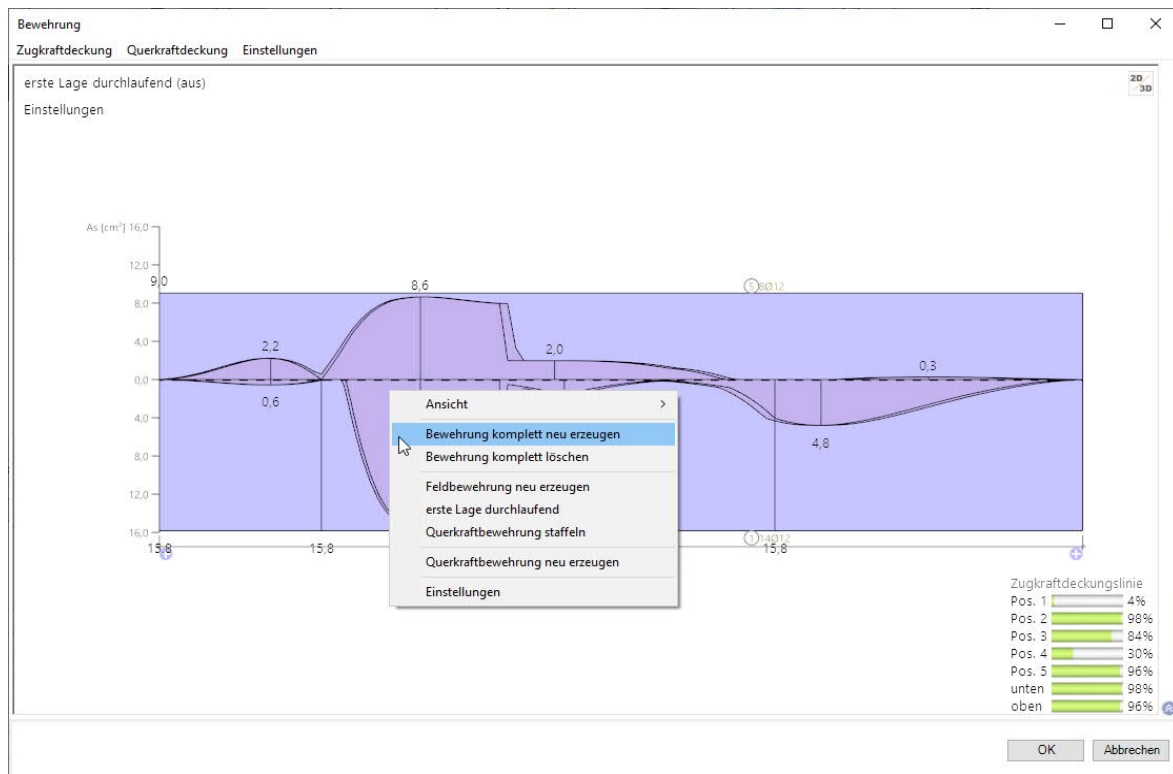 Bewehrung
Zugkraftdeckung Querkraftdeckung Einstellungen
erste Lage durchlaufend (aus)
2D/3D
Einstellungen
As [cm²] 16,0
12,0
9,0
8,6
5 8Ø12
8,0
4,0
2,2
2,0
0,3
0,0
0,6
4,0
4,8
8,0
12,0
16,0
1 14Ø12
15,8
15,8
15,8
Ansicht
Bewehrung komplett neu erzeugen
Bewehrung komplett löschen
Feldbewehrung neu erzeugen
erste Lage durchlaufend
Querkraftbewehrung staffeln
Querkraftbewehrung neu erzeugen
Einstellungen
Zugkraftdeckungslinie
Pos. 1 4%
Pos. 2 98%
Pos. 3 84%
Pos. 4 30%
Pos. 5 96%
unten 98%
oben 96%
OK Abbrechen